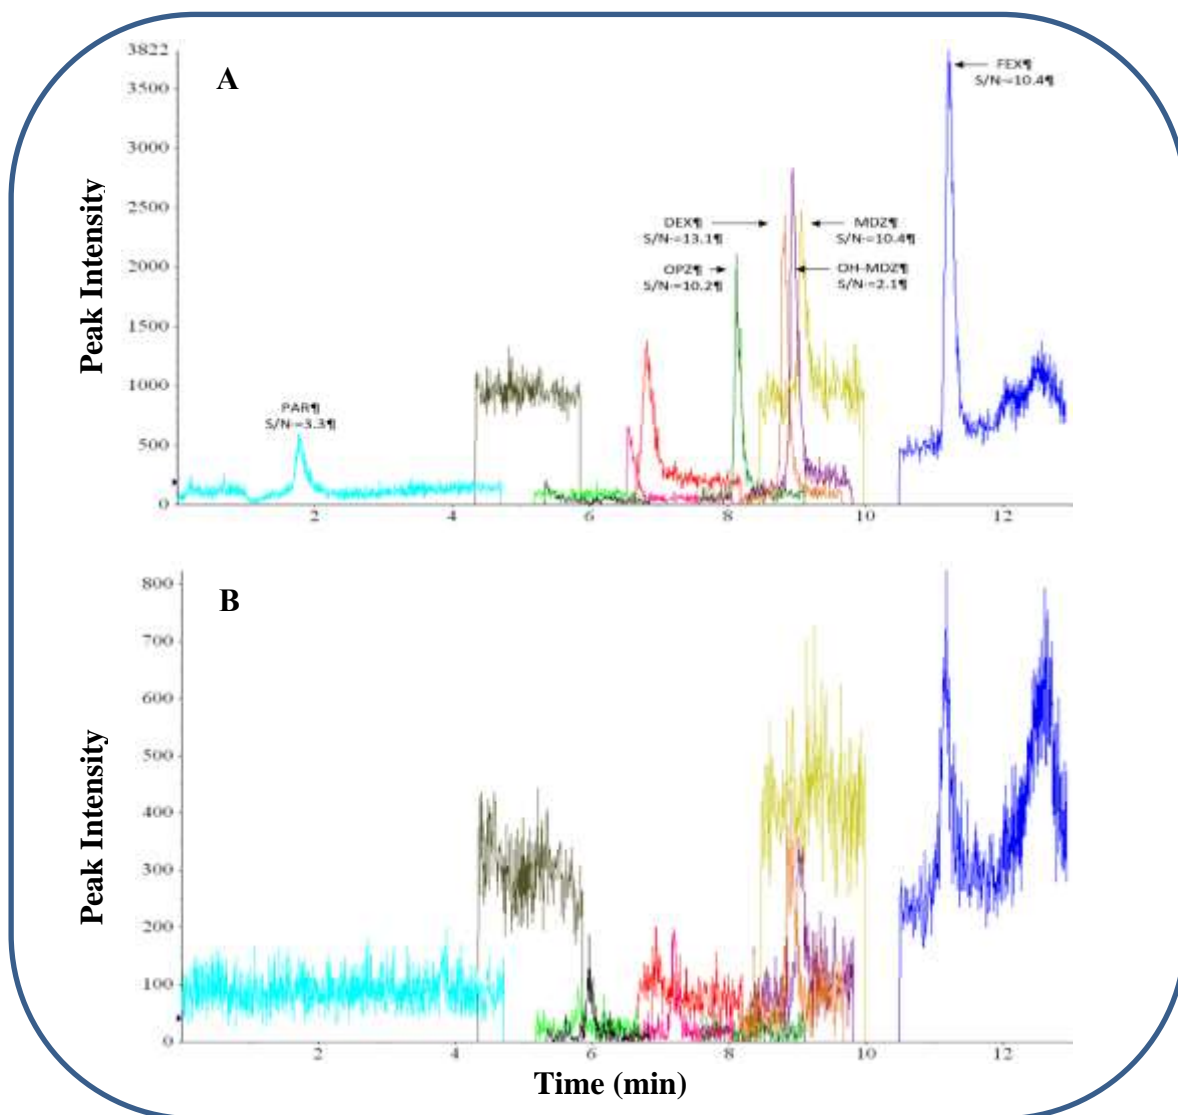 A
3822
3500
3000
2500
2000
1500
1000
500
0
Peak Intensity
PAR¶
S/N·=3.3¶
DEX¶
S/N·=13.1¶
OPZ¶
S/N·=10.2¶
MDZ¶
S/N·=10.4¶
OH-MDZ¶
S/N·=2.1¶
FEX¶
S/N·=10.4¶
2 4 6 8 10 12
B
800
700
600
500
400
300
200
100
0
Peak Intensity
2 4 6 8 10 12
Time (min)